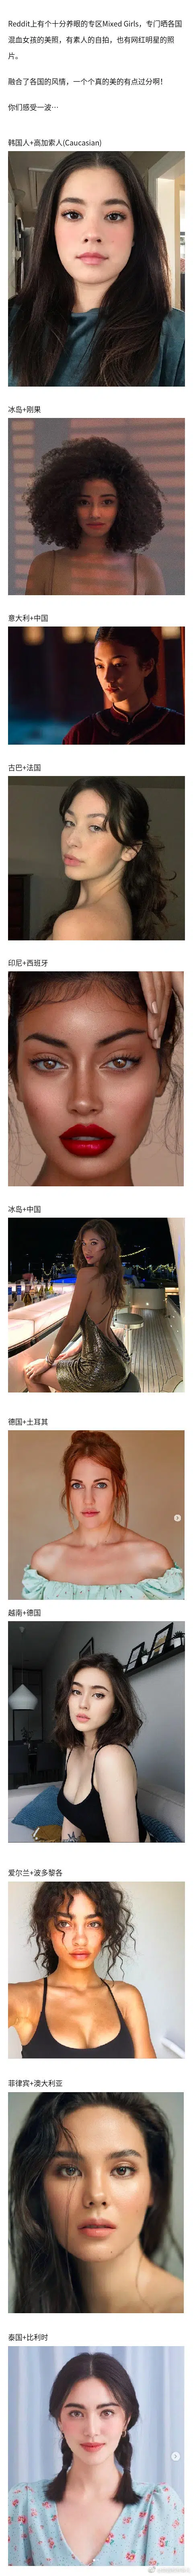 Reddit上有个十分养眼的专区Mixed Girls，专门晒各国
混血女孩的美照，有素人的自拍，也有网红明星的照
片。
融合了各国的风情，一个个真的美的有点过分啊！
你们感受一波…
韩国人+高加索人(Caucasian)
冰岛+刚果
意大利+中国
古巴+法国
印尼+西班牙
冰岛+中国
德国+土耳其
越南+德国
爱尔兰+波多黎各
菲律宾+澳大利亚
泰国+比利时